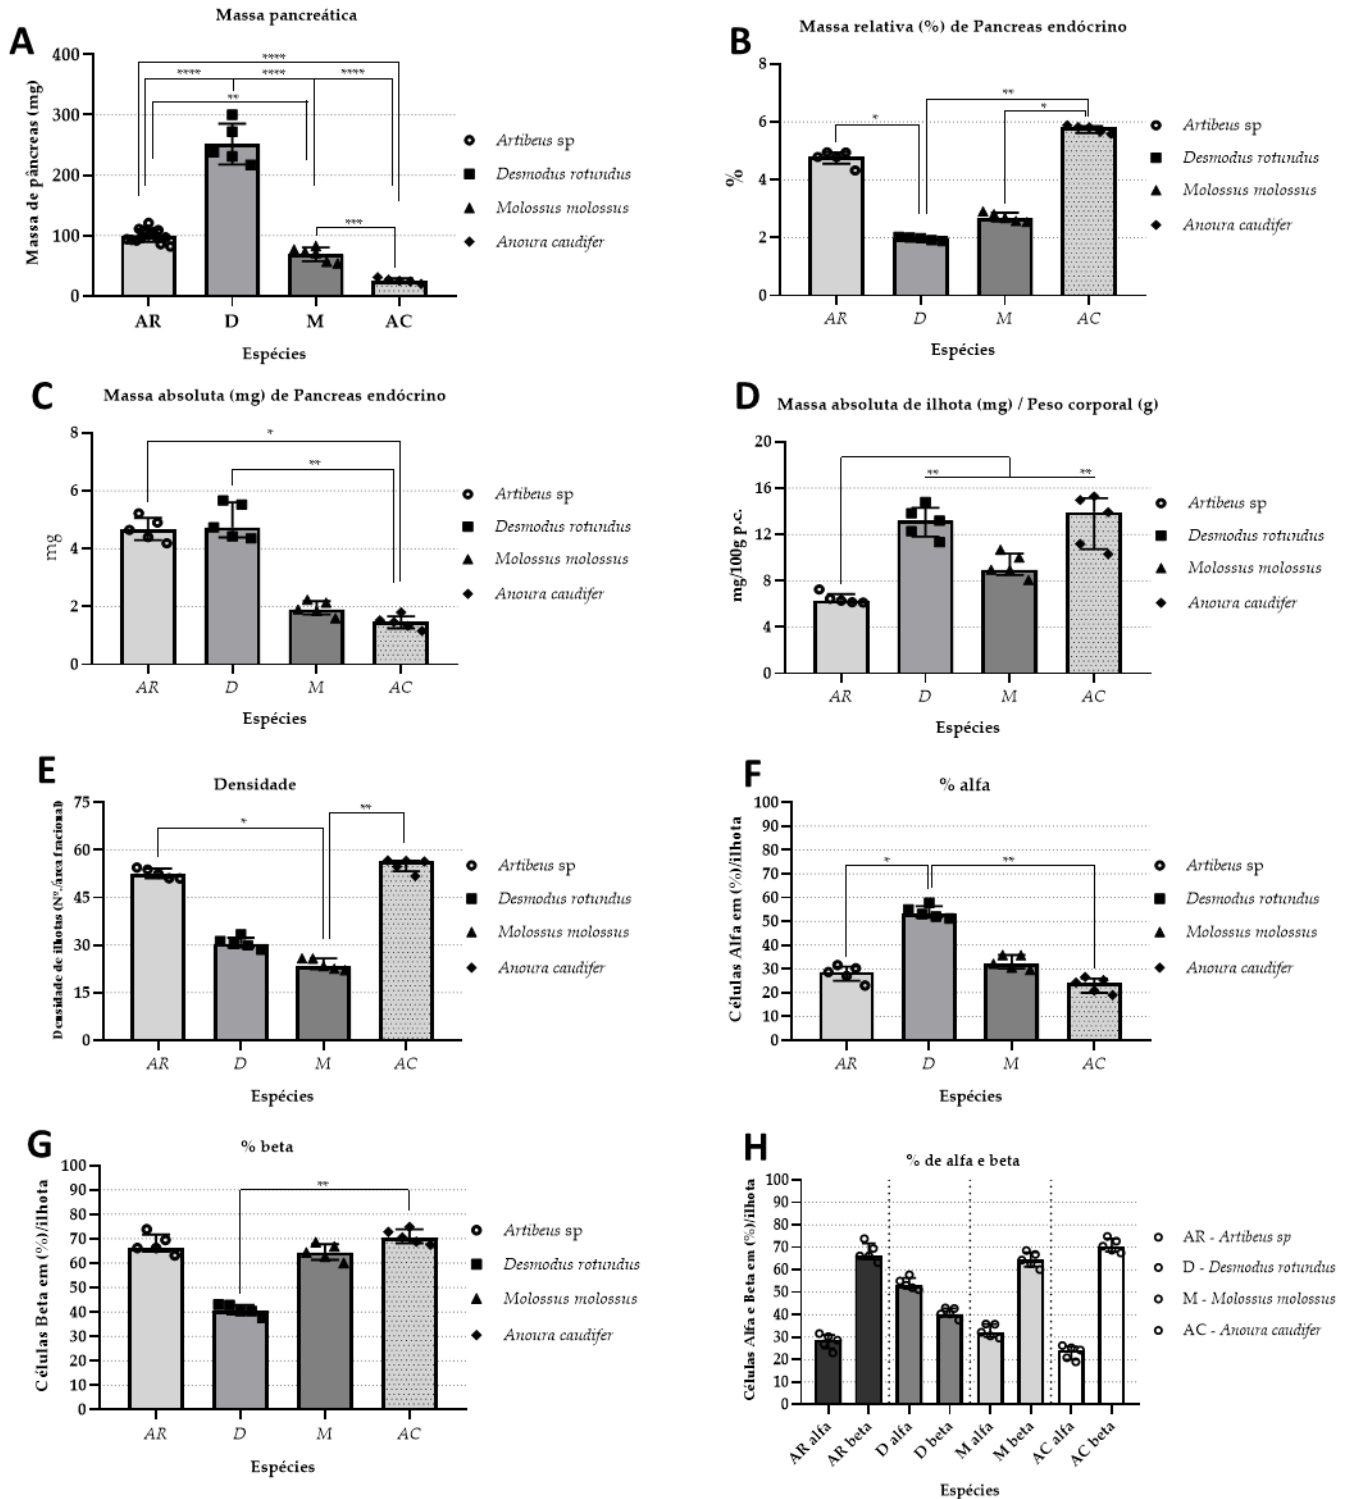 A
Massa pancreática
Massa de pâncreas (mg)
400
300
200
100
0
****
**** **** ****
**
***
AR D M AC
Espécies
Artibeus sp
Desmodus rotundus
Molossus molossus
Anoura caudifer
B
Massa relativa (%) de Pancreas endócrino
%
8
6
4
2
0
**
* *
AR D M AC
Espécies
Artibeus sp
Desmodus rotundus
Molossus molossus
Anoura caudifer
C
Massa absoluta (mg) de Pancreas endócrino
mg
8
6
4
2
0
*
**
AR D M AC
Espécies
Artibeus sp
Desmodus rotundus
Molossus molossus
Anoura caudifer
D
Massa absoluta de ilhota (mg) / Peso corporal (g)
mg/100g p.c.
20
16
12
8
4
0
** **
AR D M AC
Espécies
Artibeus sp
Desmodus rotundus
Molossus molossus
Anoura caudifer
E
Densidade
Densidade de ilhotas (Nº./área fracional)
75
60
45
30
15
0
**
*
AR D M AC
Espécies
Artibeus sp
Desmodus rotundus
Molossus molossus
Anoura caudifer
F
% alfa
Células Alfa em (%)/ilhota
100
90
80
70
60
50
40
30
20
10
0
* **
AR D M AC
Espécies
Artibeus sp
Desmodus rotundus
Molossus molossus
Anoura caudifer
G
% beta
Células Beta em (%)/ilhota
100
90
80
70
60
50
40
30
20
10
0
**
AR D M AC
Espécies
Artibeus sp
Desmodus rotundus
Molossus molossus
Anoura caudifer
H
% de alfa e beta
Células Alfa e Beta em (%)/ilhota
100
90
80
70
60
50
40
30
20
10
0
AR alfa
AR beta
D alfa
D beta
M alfa
M beta
AC alfa
AC beta
Espécies
AR - Artibeus sp
D - Desmodus rotundus
M - Molossus molossus
AC - Anoura caudifer